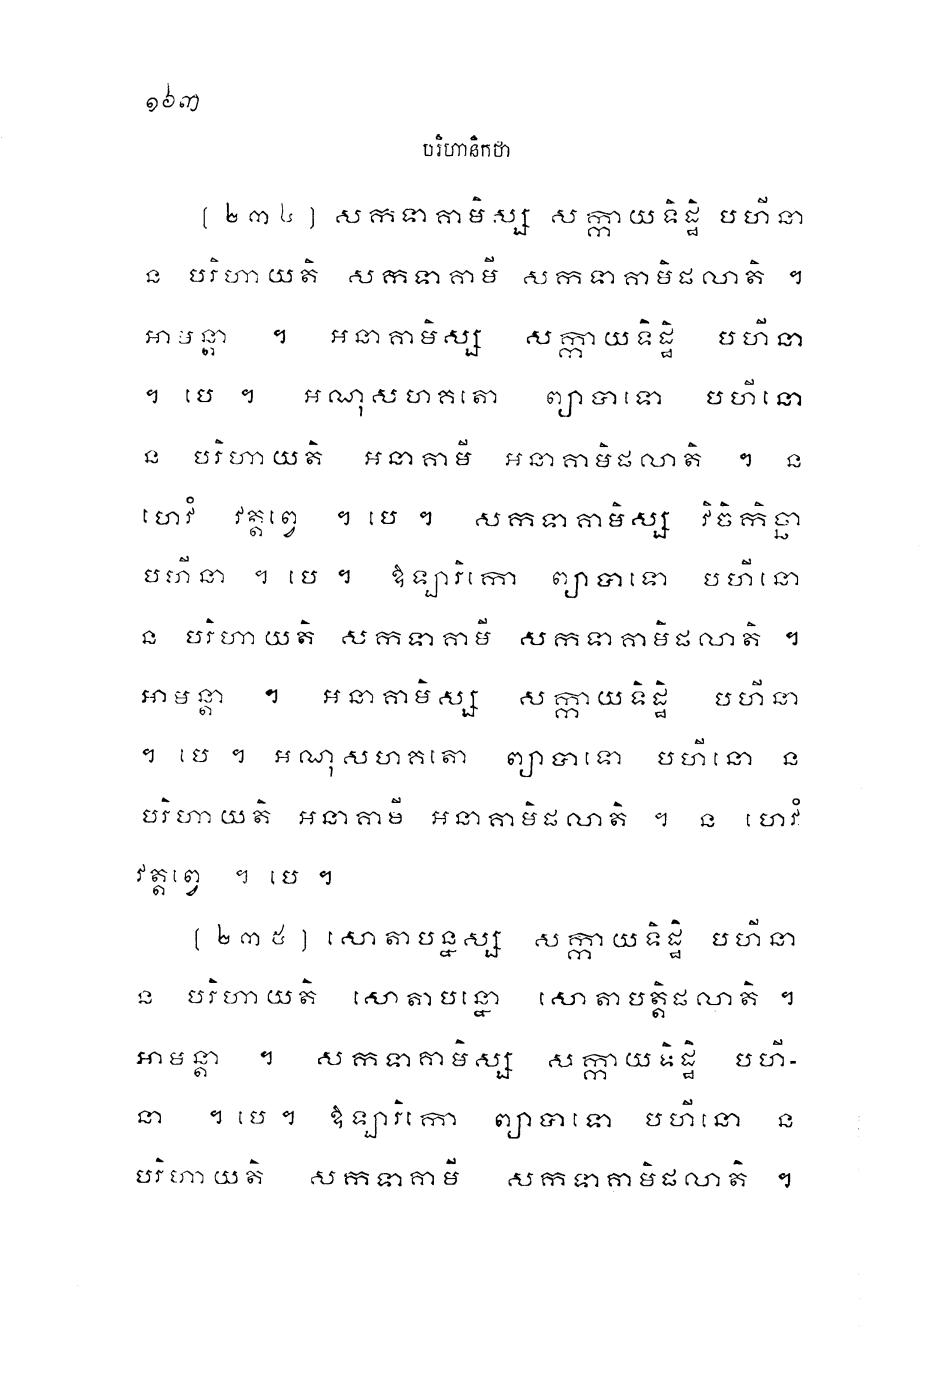 ១៦៣
បរិហានិកថា
[ ២៣៤ ] សកទាគាមិស្ស សក្កាយទិដ្ឋិ បហីនា
ន បរិហាយតិ សកទាគាមី សកទាគាមិផលាតិ ។
អាមន្តា ។ អនាគាមិស្ស សក្កាយទិដ្ឋិ បហីនា
។ បេ ។ អណុសហគតោ ព្យាបាទោ បហីនោ
ន បរិហាយតិ អនាគាមី អនាគាមិផលាតិ ។ ន
ហេវំ វត្តព្វេ ។ បេ ។ សកទាគាមិស្ស វិចិកិច្ឆា
បហីនា ។ បេ ។ ឱឡារិកោ ព្យាបាទោ បហីនោ
ន បរិហាយតិ សកទាគាមី សកទាគាមិផលាតិ ។
អាមន្តា ។ អនាគាមិស្ស សក្កាយទិដ្ឋិ បហីនា
។ បេ ។ អណុសហគតោ ព្យាបាទោ បហីនោ ន
បរិហាយតិ អនាគាមី អនាគាមិផលាតិ ។ ន ហេវំ
វត្តព្វេ ។ បេ ។
[ ២៣៥ ] សោតាបន្នស្ស សក្កាយទិដ្ឋិ បហីនា
ន បរិហាយតិ សោតាបន្នោ សោតាបត្តិផលាតិ ។
អាមន្តា ។ សកទាគាមិស្ស សក្កាយទិដ្ឋិ បហី-
នា ។ បេ ។ ឱឡារិកោ ព្យាបាទោ បហីនោ ន
បរិហាយតិ សកទាគាមី សកទាគាមិផលាតិ ។